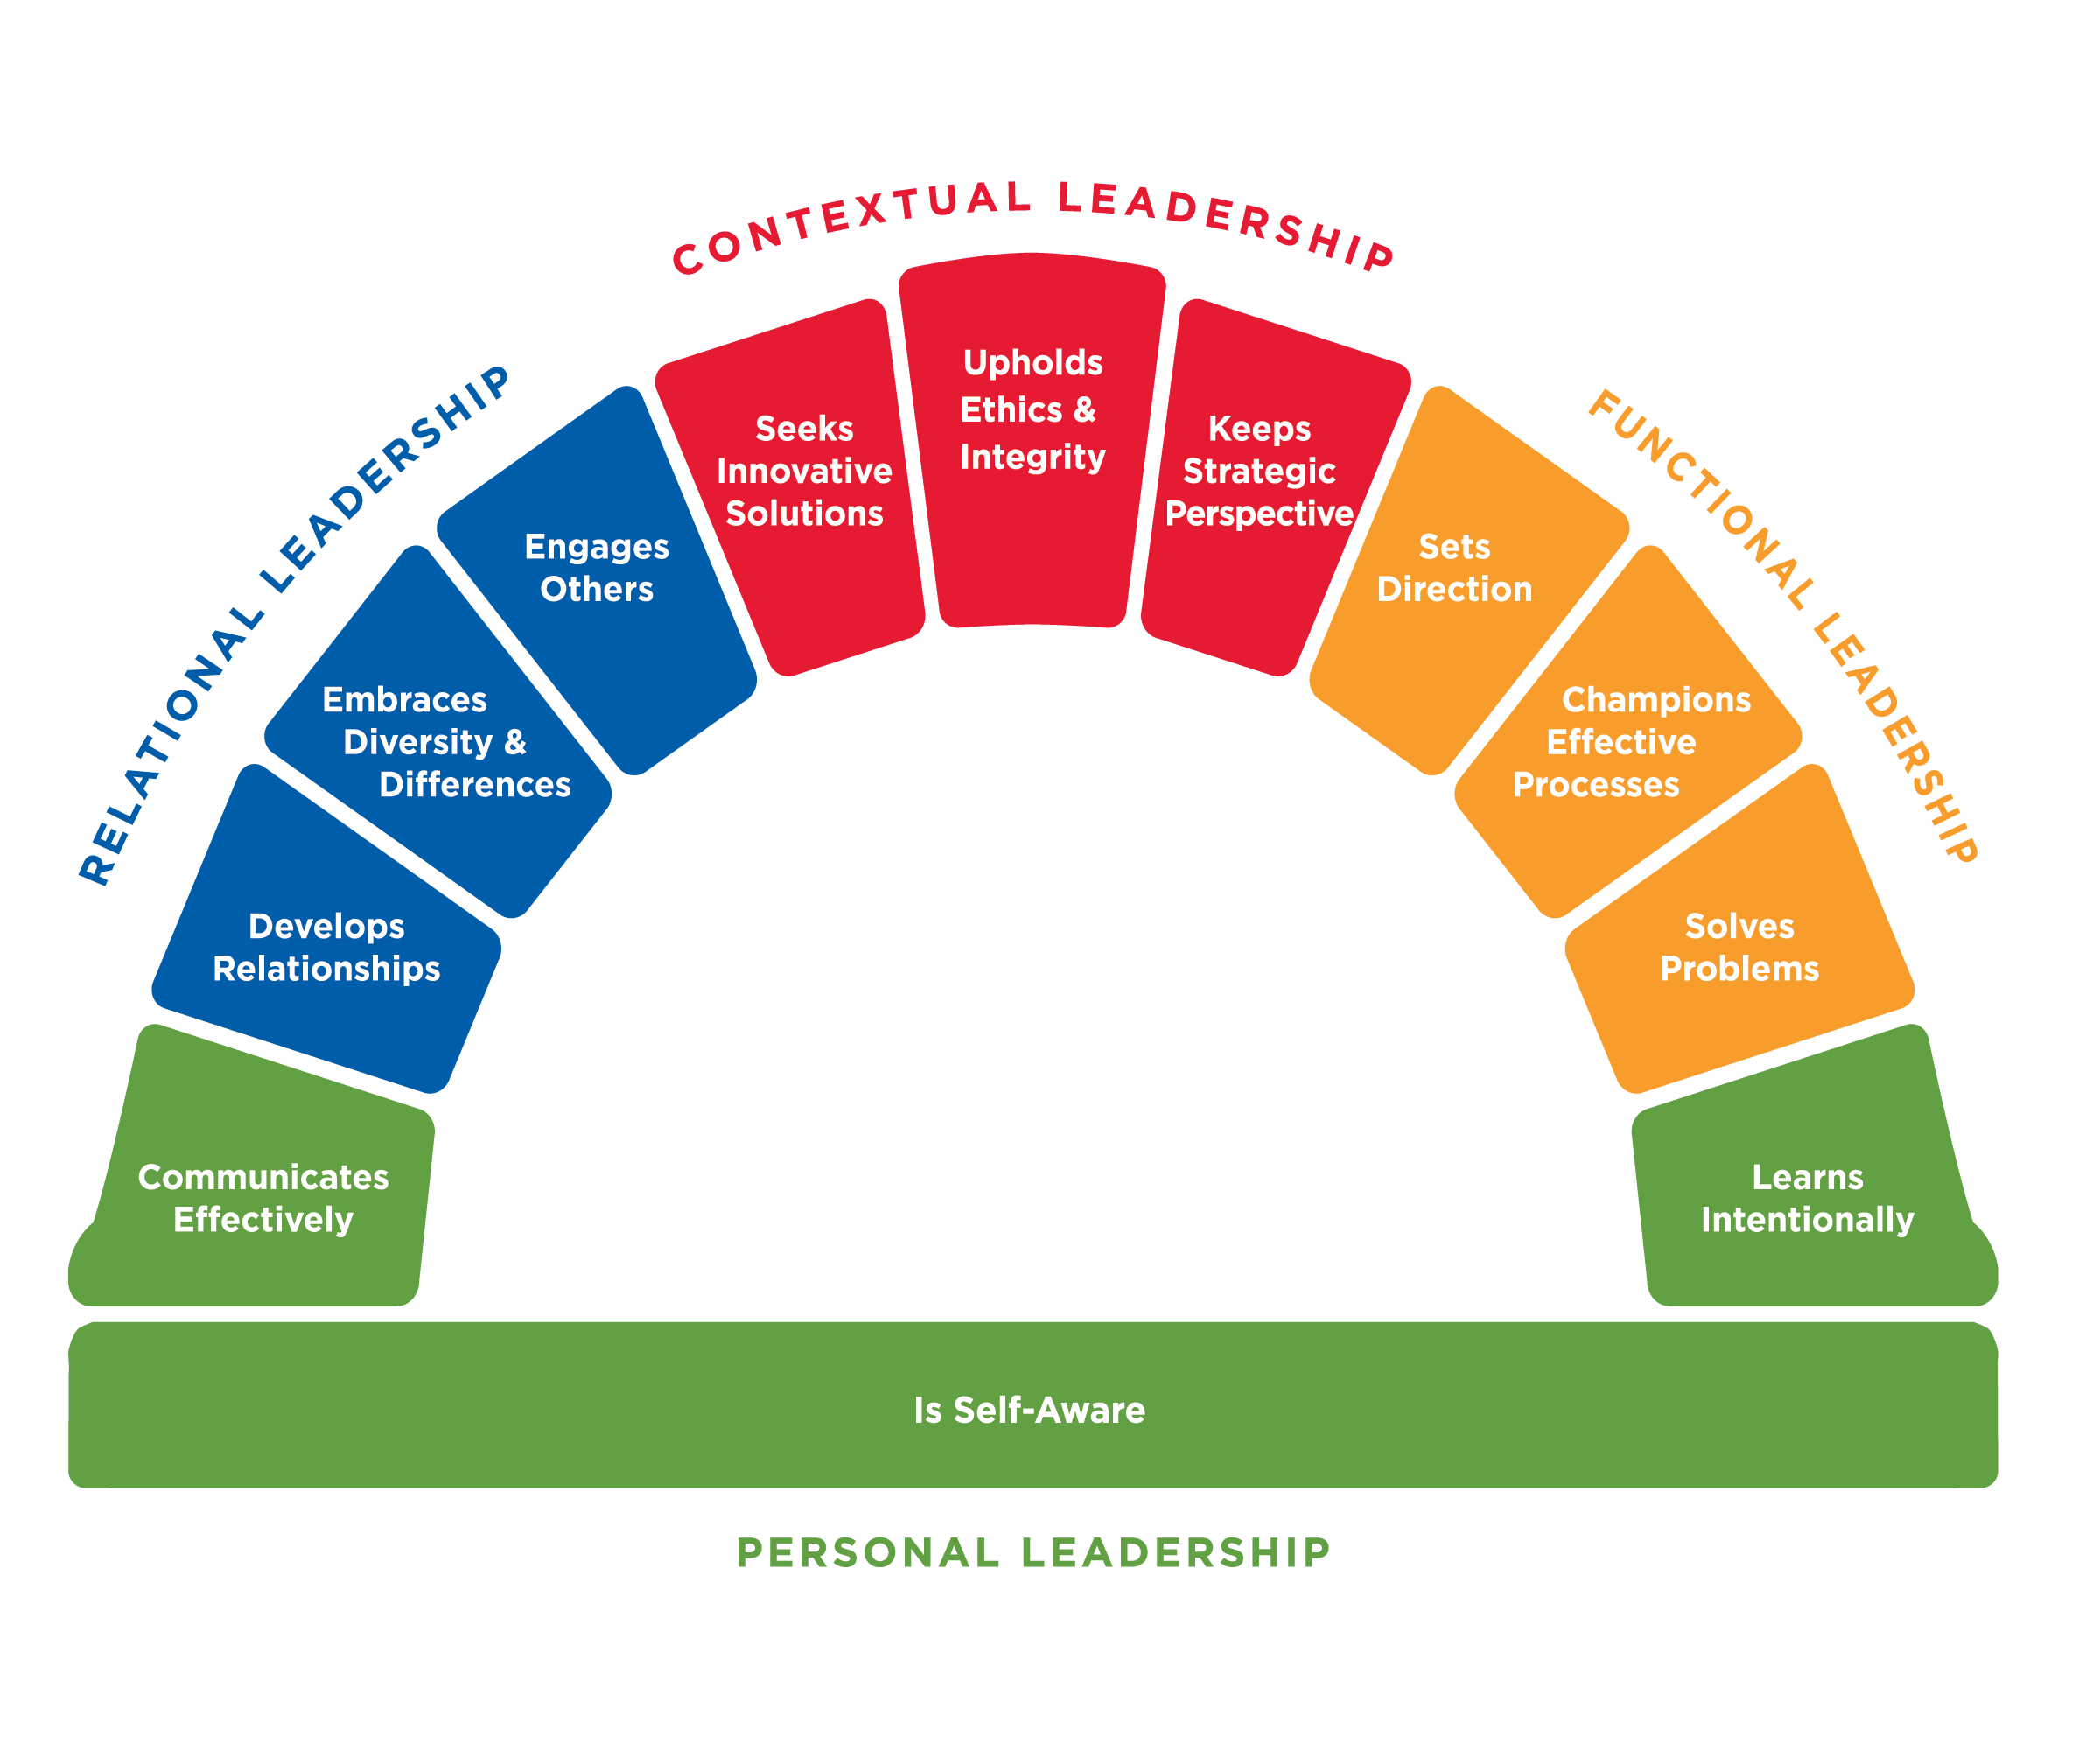 CONTEXTUAL LEADERSHIP
RELATIONAL LEADERSHIP
FUNCTIONAL LEADERSHIP
Communicates
Effectively
Develops
Relationships
Embraces
Diversity &
Differences
Engages
Others
Seeks
Innovative
Solutions
Upholds
Ethics &
Integrity
Keeps
Strategic
Perspective
Sets
Direction
Champions
Effective
Processes
Solves
Problems
Learns
Intentionally
Is Self-Aware
PERSONAL LEADERSHIP